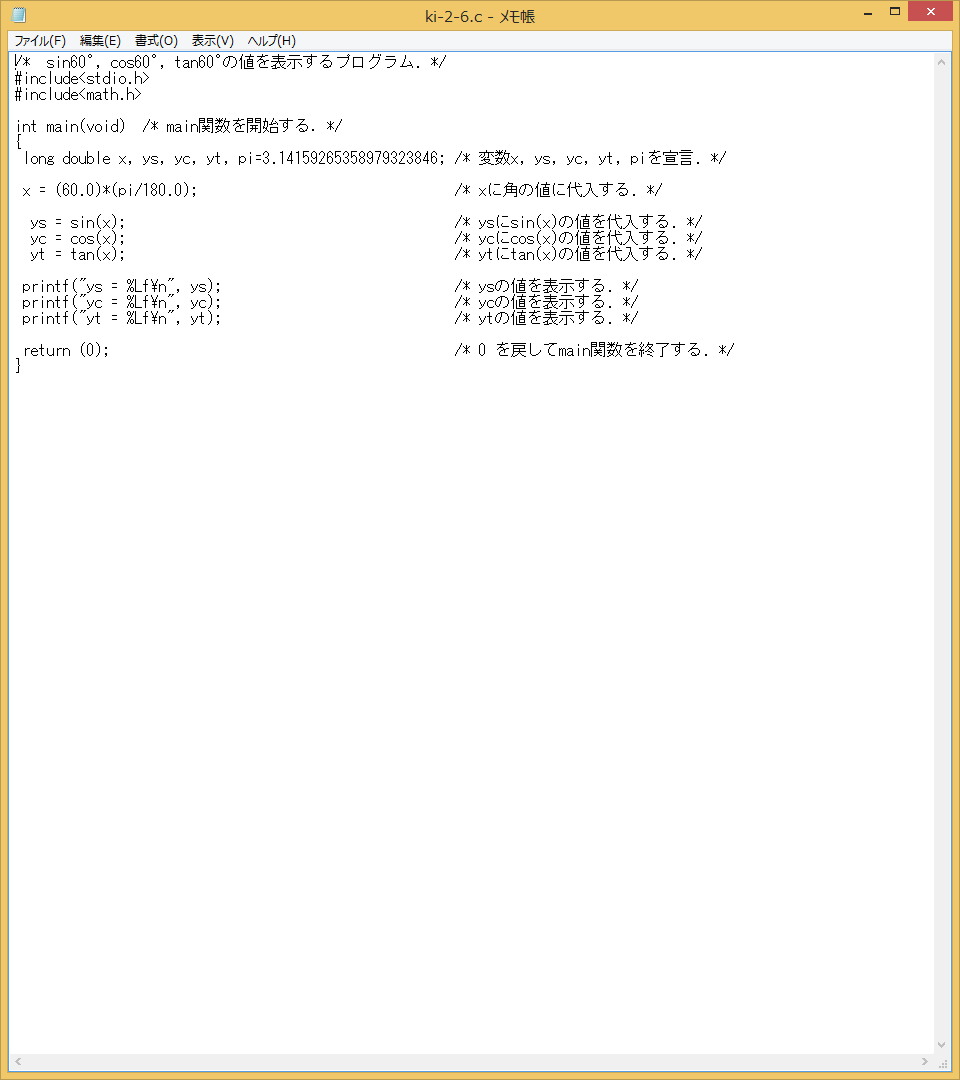 ki-2-6.c - メモ帳
ファイル(F) 編集(E) 書式(O) 表示(V) ヘルプ(H)
/*  sin60°, cos60°, tan60°の値を表示するプログラム. */
#include<stdio.h>
#include<math.h>
int main(void)  /* main関数を開始する. */
{
 long double x, ys, yc, yt, pi=3.14159265358979323846; /* 変数x, ys, yc, yt, piを宣言. */
 x = (60.0)*(pi/180.0);                                /* xに角の値に代入する. */
  ys = sin(x);                                         /* ysにsin(x)の値を代入する. */
  yc = cos(x);                                         /* ycにcos(x)の値を代入する. */
  yt = tan(x);                                         /* ytにtan(x)の値を代入する. */
 printf("ys = %Lf¥n", ys);                             /* ysの値を表示する. */
 printf("yc = %Lf¥n", yc);                             /* ycの値を表示する. */
 printf("yt = %Lf¥n", yt);                             /* ytの値を表示する. */
 return (0);                                           /* 0 を戻してmain関数を終了する. */
}